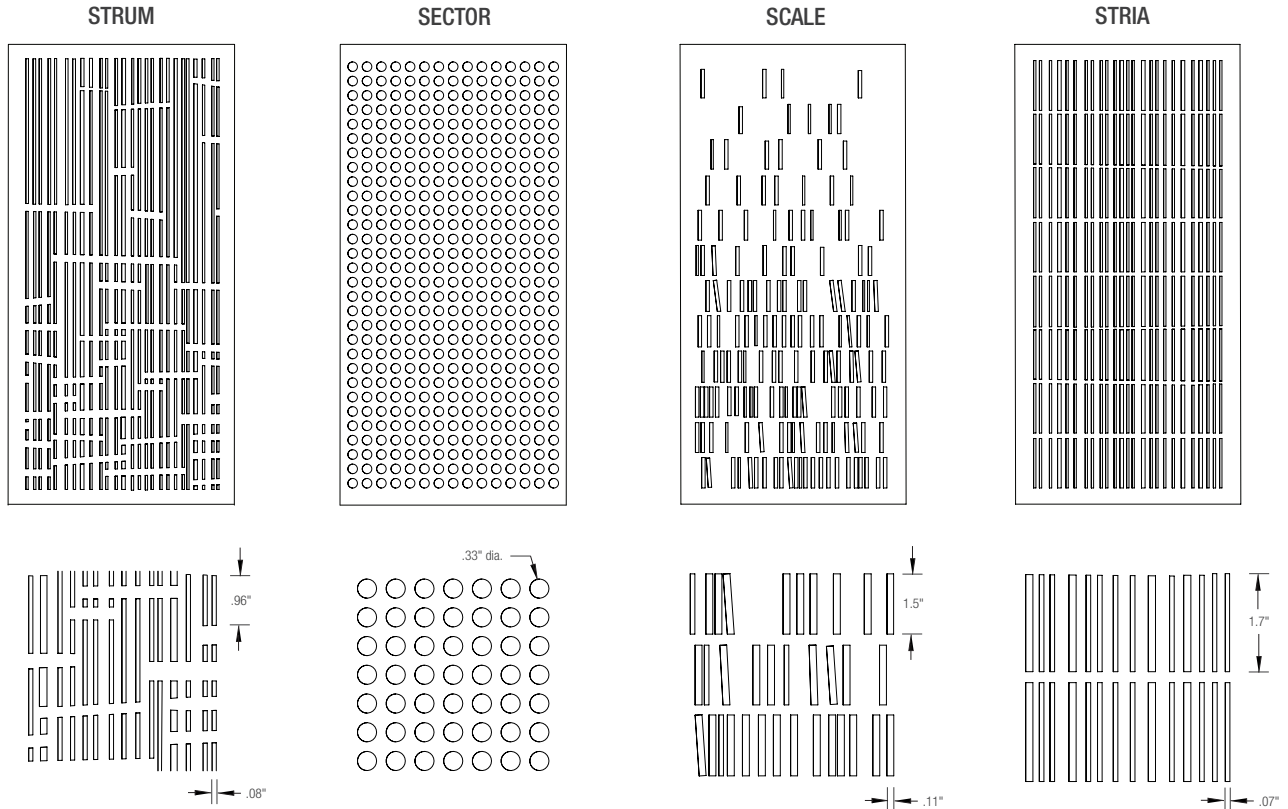 STRUM
SECTOR
SCALE
STRIA
.96"
.08"
.33" dia.
1.5"
.11"
1.7"
.07"